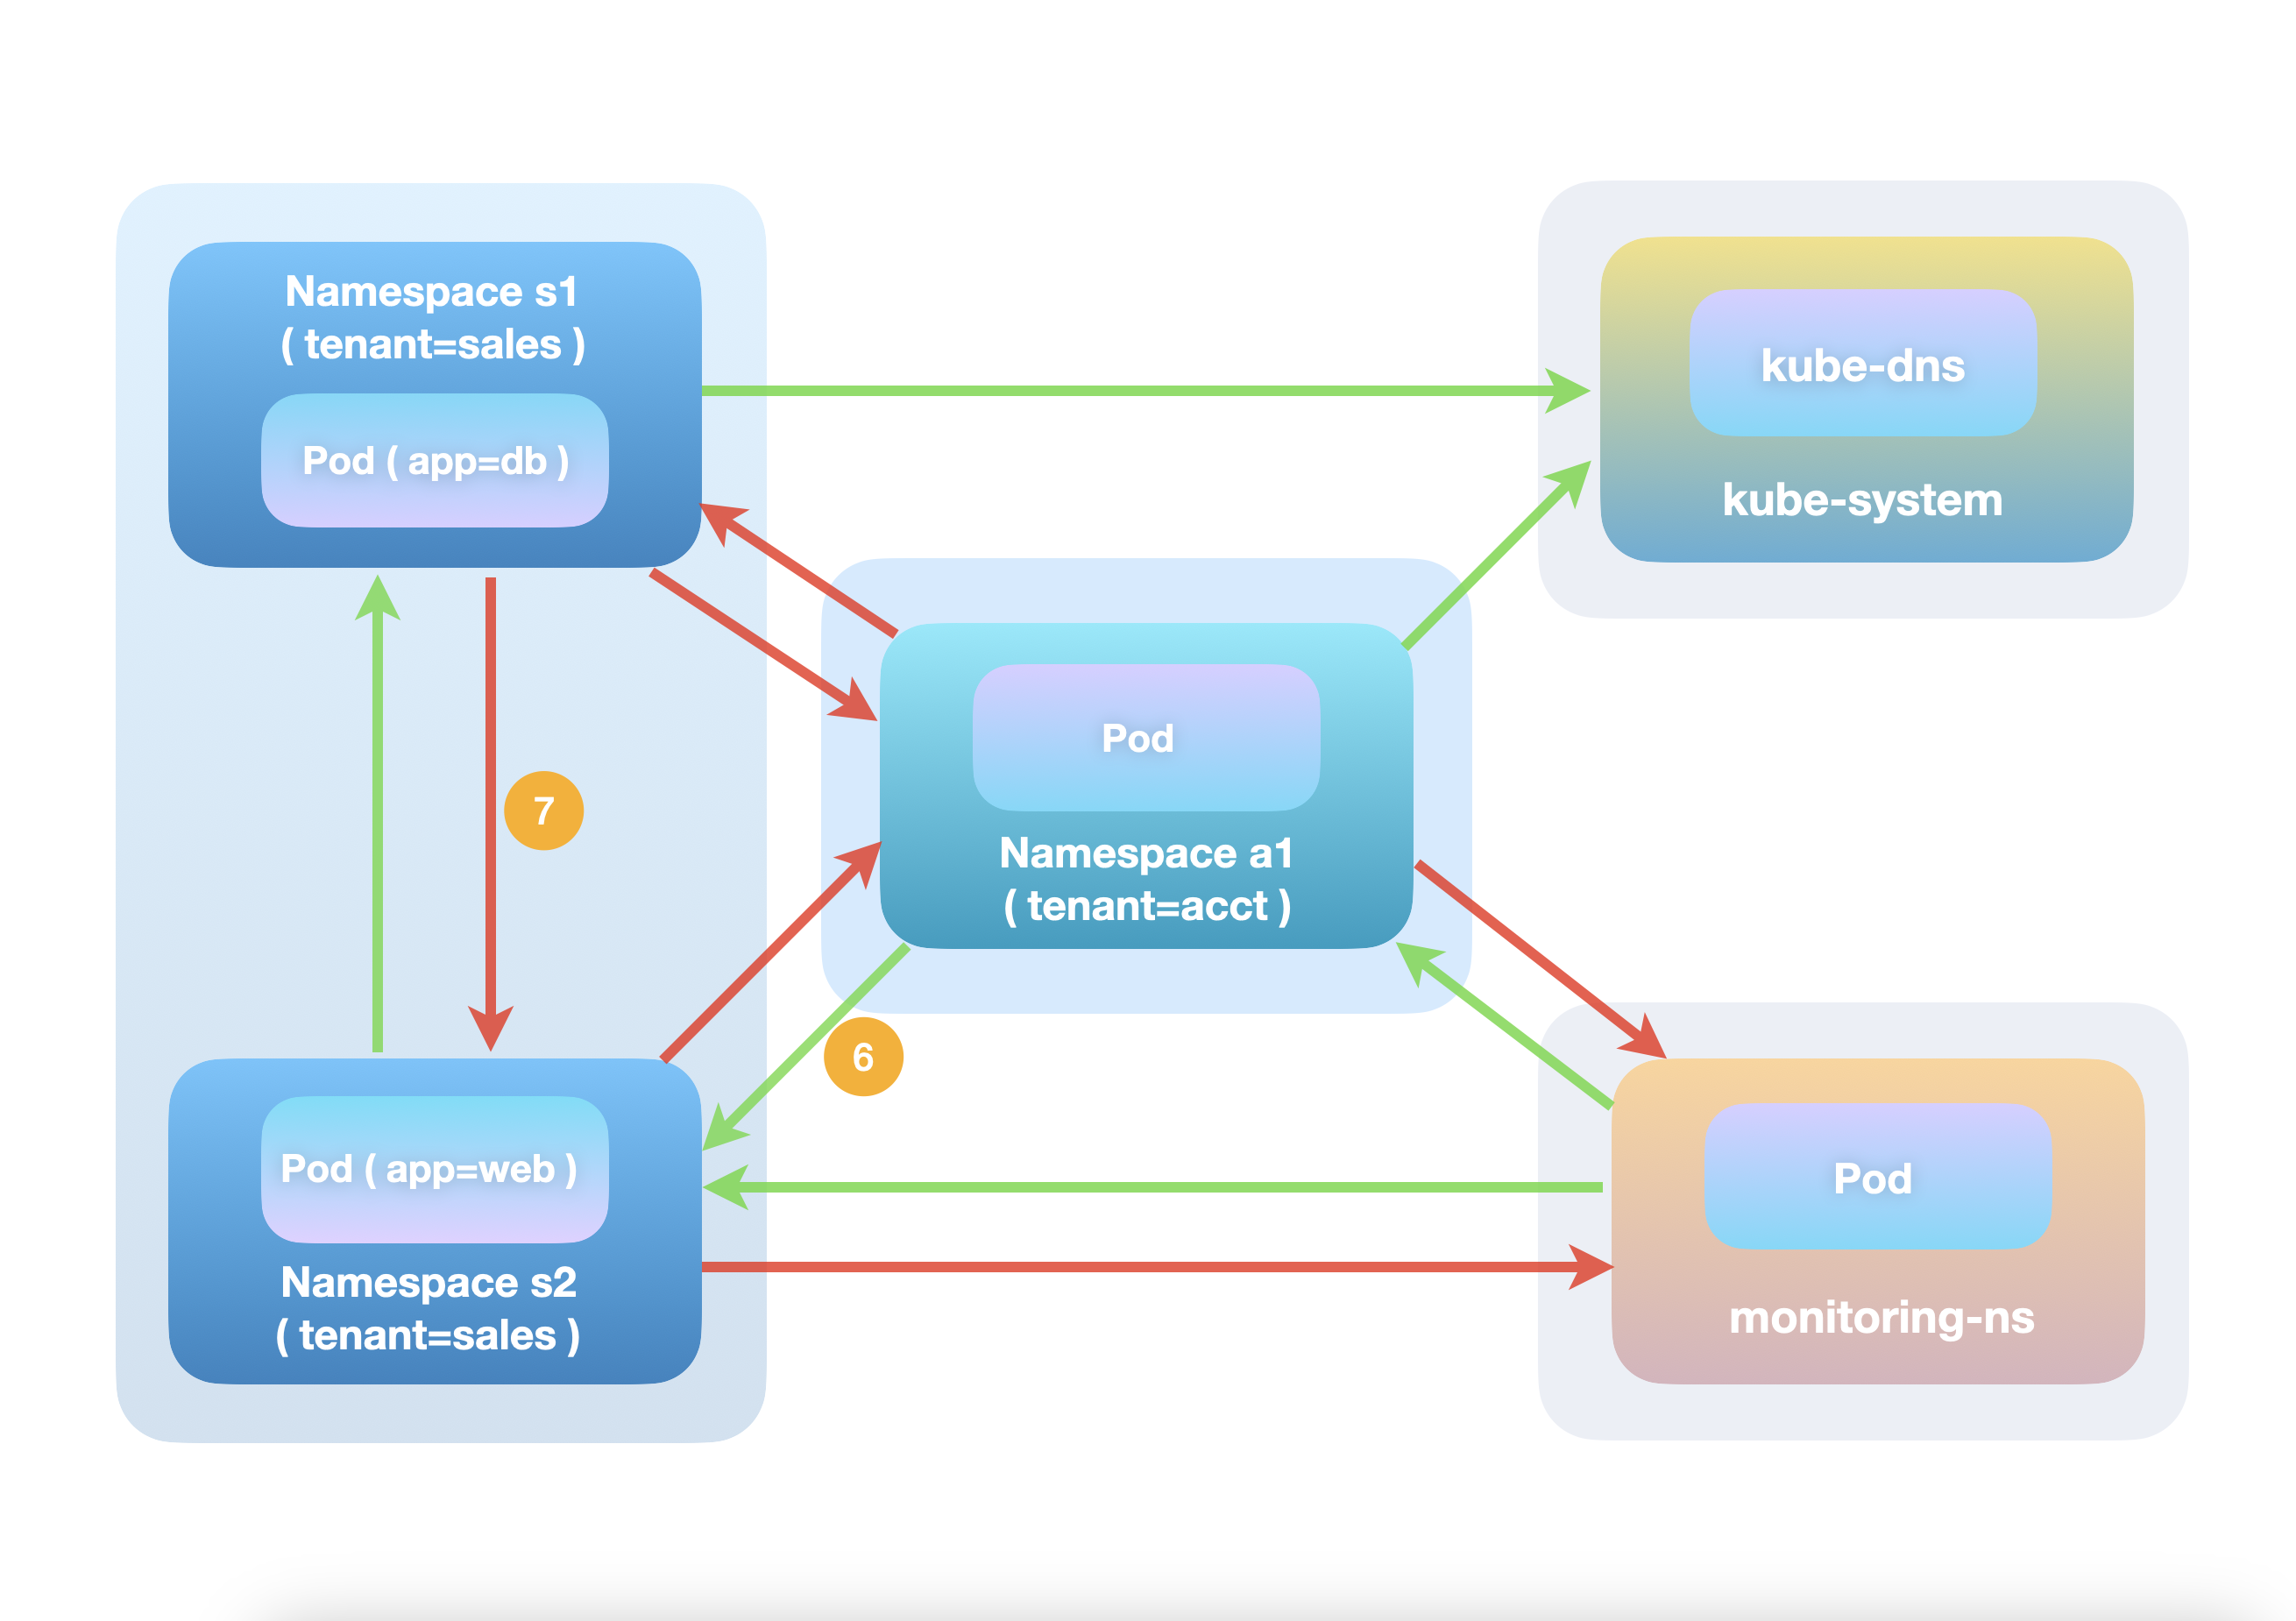 Namespace s1
( tenant=sales )
Pod ( app=db )
kube-dns
kube-system
Pod
Namespace a1
( tenant=acct )
7
6
Pod ( app=web )
Namespace s2
( tenant=sales )
Pod
monitoring-ns